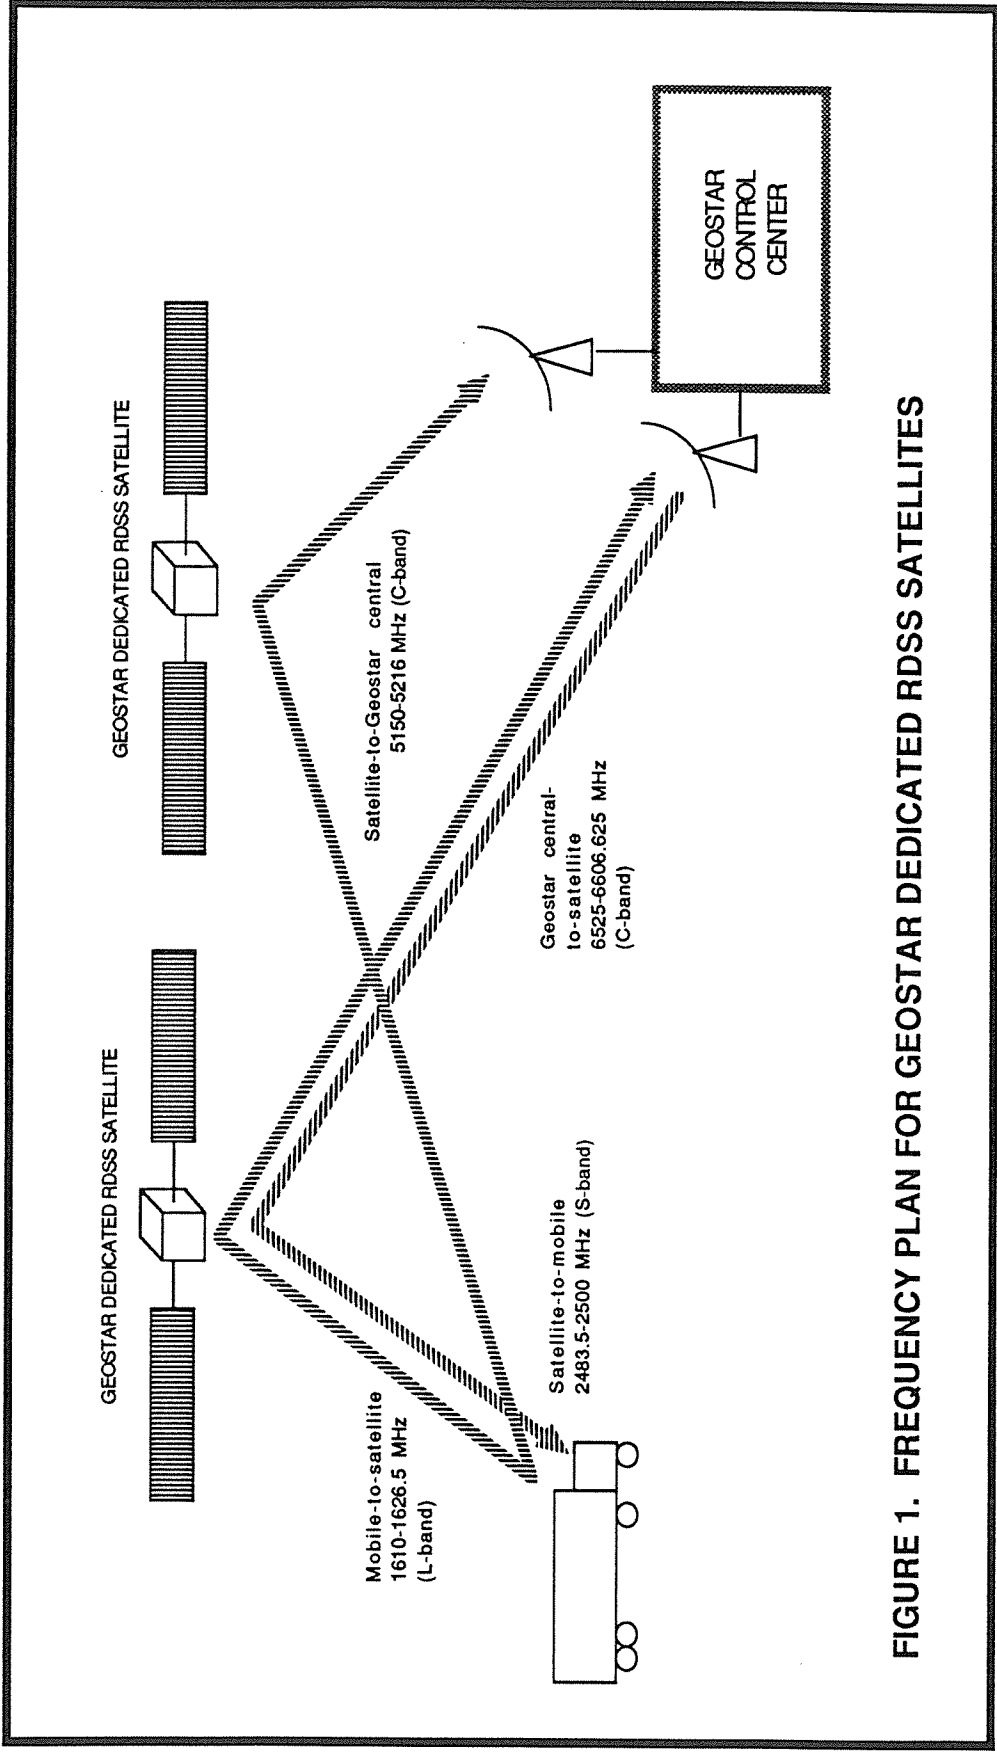 GEOSTAR DEDICATED RDSS SATELLITE
GEOSTAR DEDICATED RDSS SATELLITE
Mobile-to-satellite
1610-1626.5 MHz
(L-band)
Satellite-to-Geostar central
5150-5216 MHz (C-band)
Satellite-to-mobile
2483.5-2500 MHz (S-band)
Geostar central-
to-satellite
6525-6606.625 MHz
(C-band)
GEOSTAR
CONTROL
CENTER
FIGURE 1. FREQUENCY PLAN FOR GEOSTAR DEDICATED RDSS SATELLITES